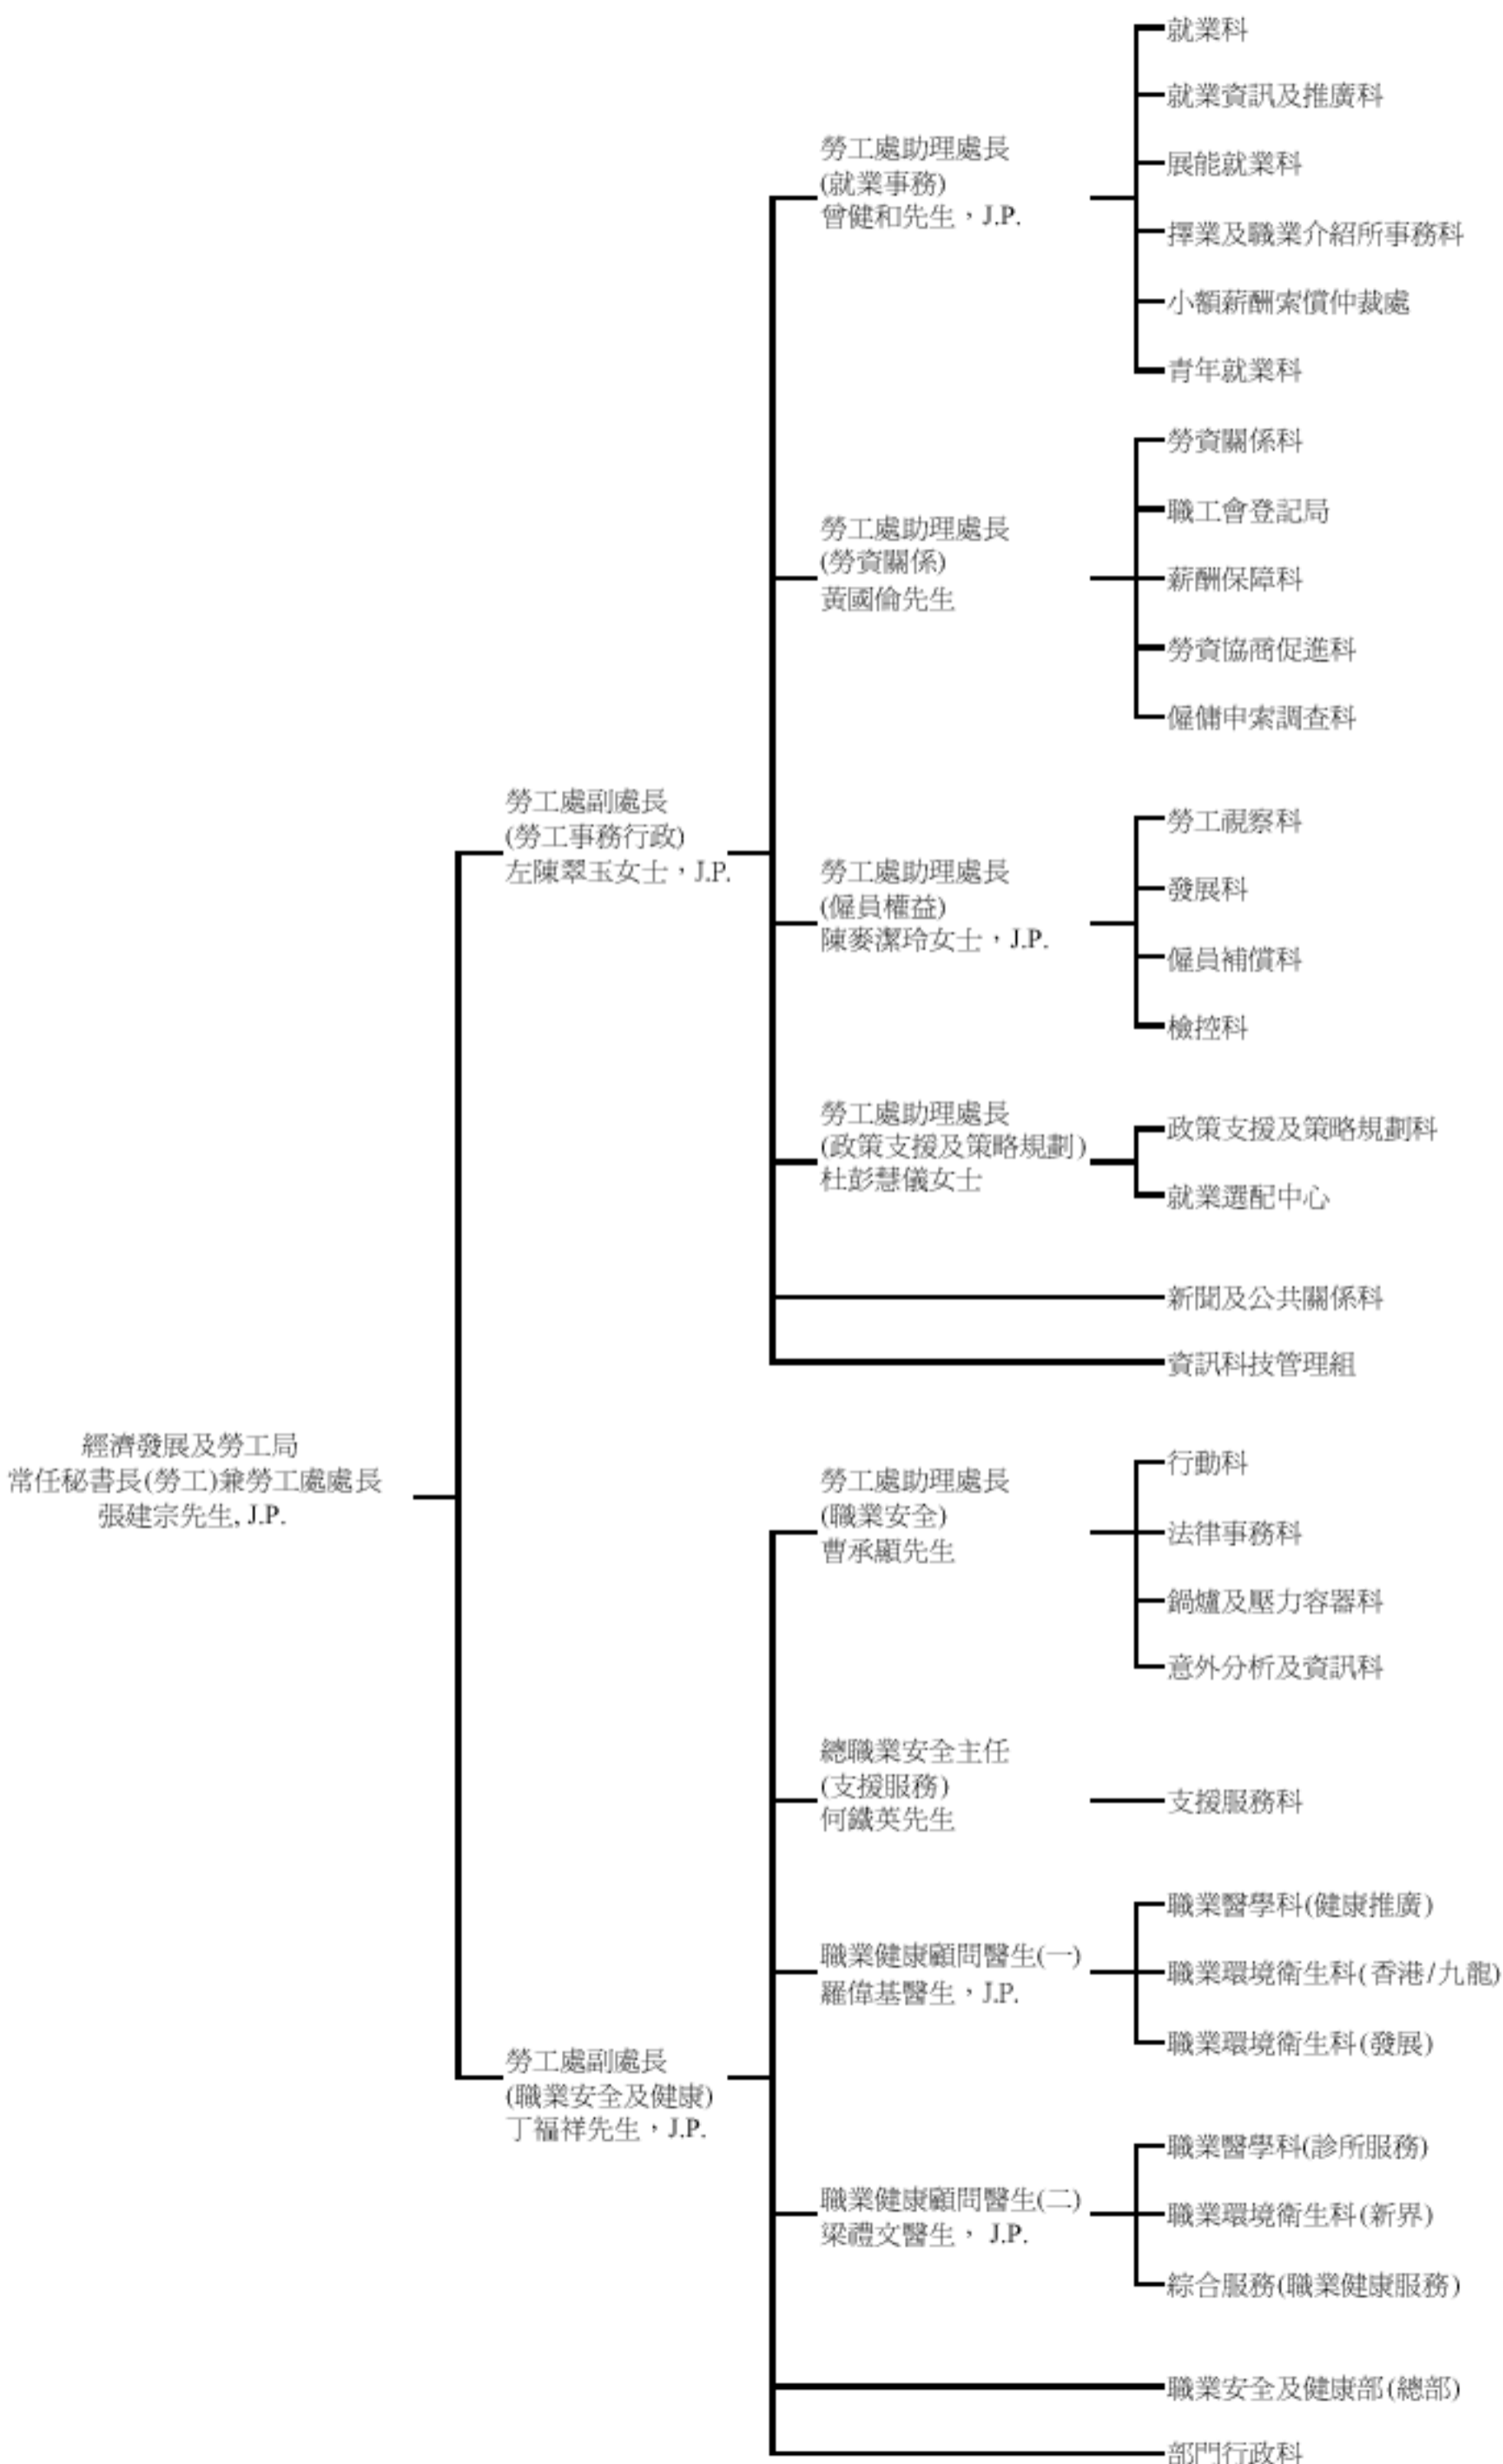 就業科
就業資訊及推廣科
勞工處助理處長
(就業事務)
曾健和先生，J.P.
展能就業科
擇業及職業介紹所事務科
小額薪酬索償仲裁處
青年就業科
勞資關係科
職工會登記局
勞工處助理處長
(勞資關係)
黃國倫先生
薪酬保障科
勞資協商促進科
僱傭申索調查科
勞工處副處長
(勞工事務行政)
左陳翠玉女士，J.P.
勞工視察科
發展科
勞工處助理處長
(僱員權益)
陳麥潔玲女士，J.P.
僱員補償科
檢控科
勞工處助理處長
(政策支援及策略規劃)
杜彭慧儀女士
政策支援及策略規劃科
就業選配中心
新聞及公共關係科
資訊科技管理組
經濟發展及勞工局
常任秘書長(勞工)兼勞工處處長
張建宗先生, J.P.
勞工處助理處長
(職業安全)
曹承顯先生
行動科
法律事務科
鍋爐及壓力容器科
意外分析及資訊科
總職業安全主任
(支援服務)
何鐵英先生
支援服務科
職業健康顧問醫生(一)
羅偉基醫生，J.P.
職業醫學科(健康推廣)
職業環境衛生科(香港/九龍)
職業環境衛生科(發展)
勞工處副處長
(職業安全及健康)
丁福祥先生，J.P.
職業健康顧問醫生(二)
梁禮文醫生， J.P.
職業醫學科(診所服務)
職業環境衛生科(新界)
綜合服務(職業健康服務)
職業安全及健康部(總部)
部門行政科